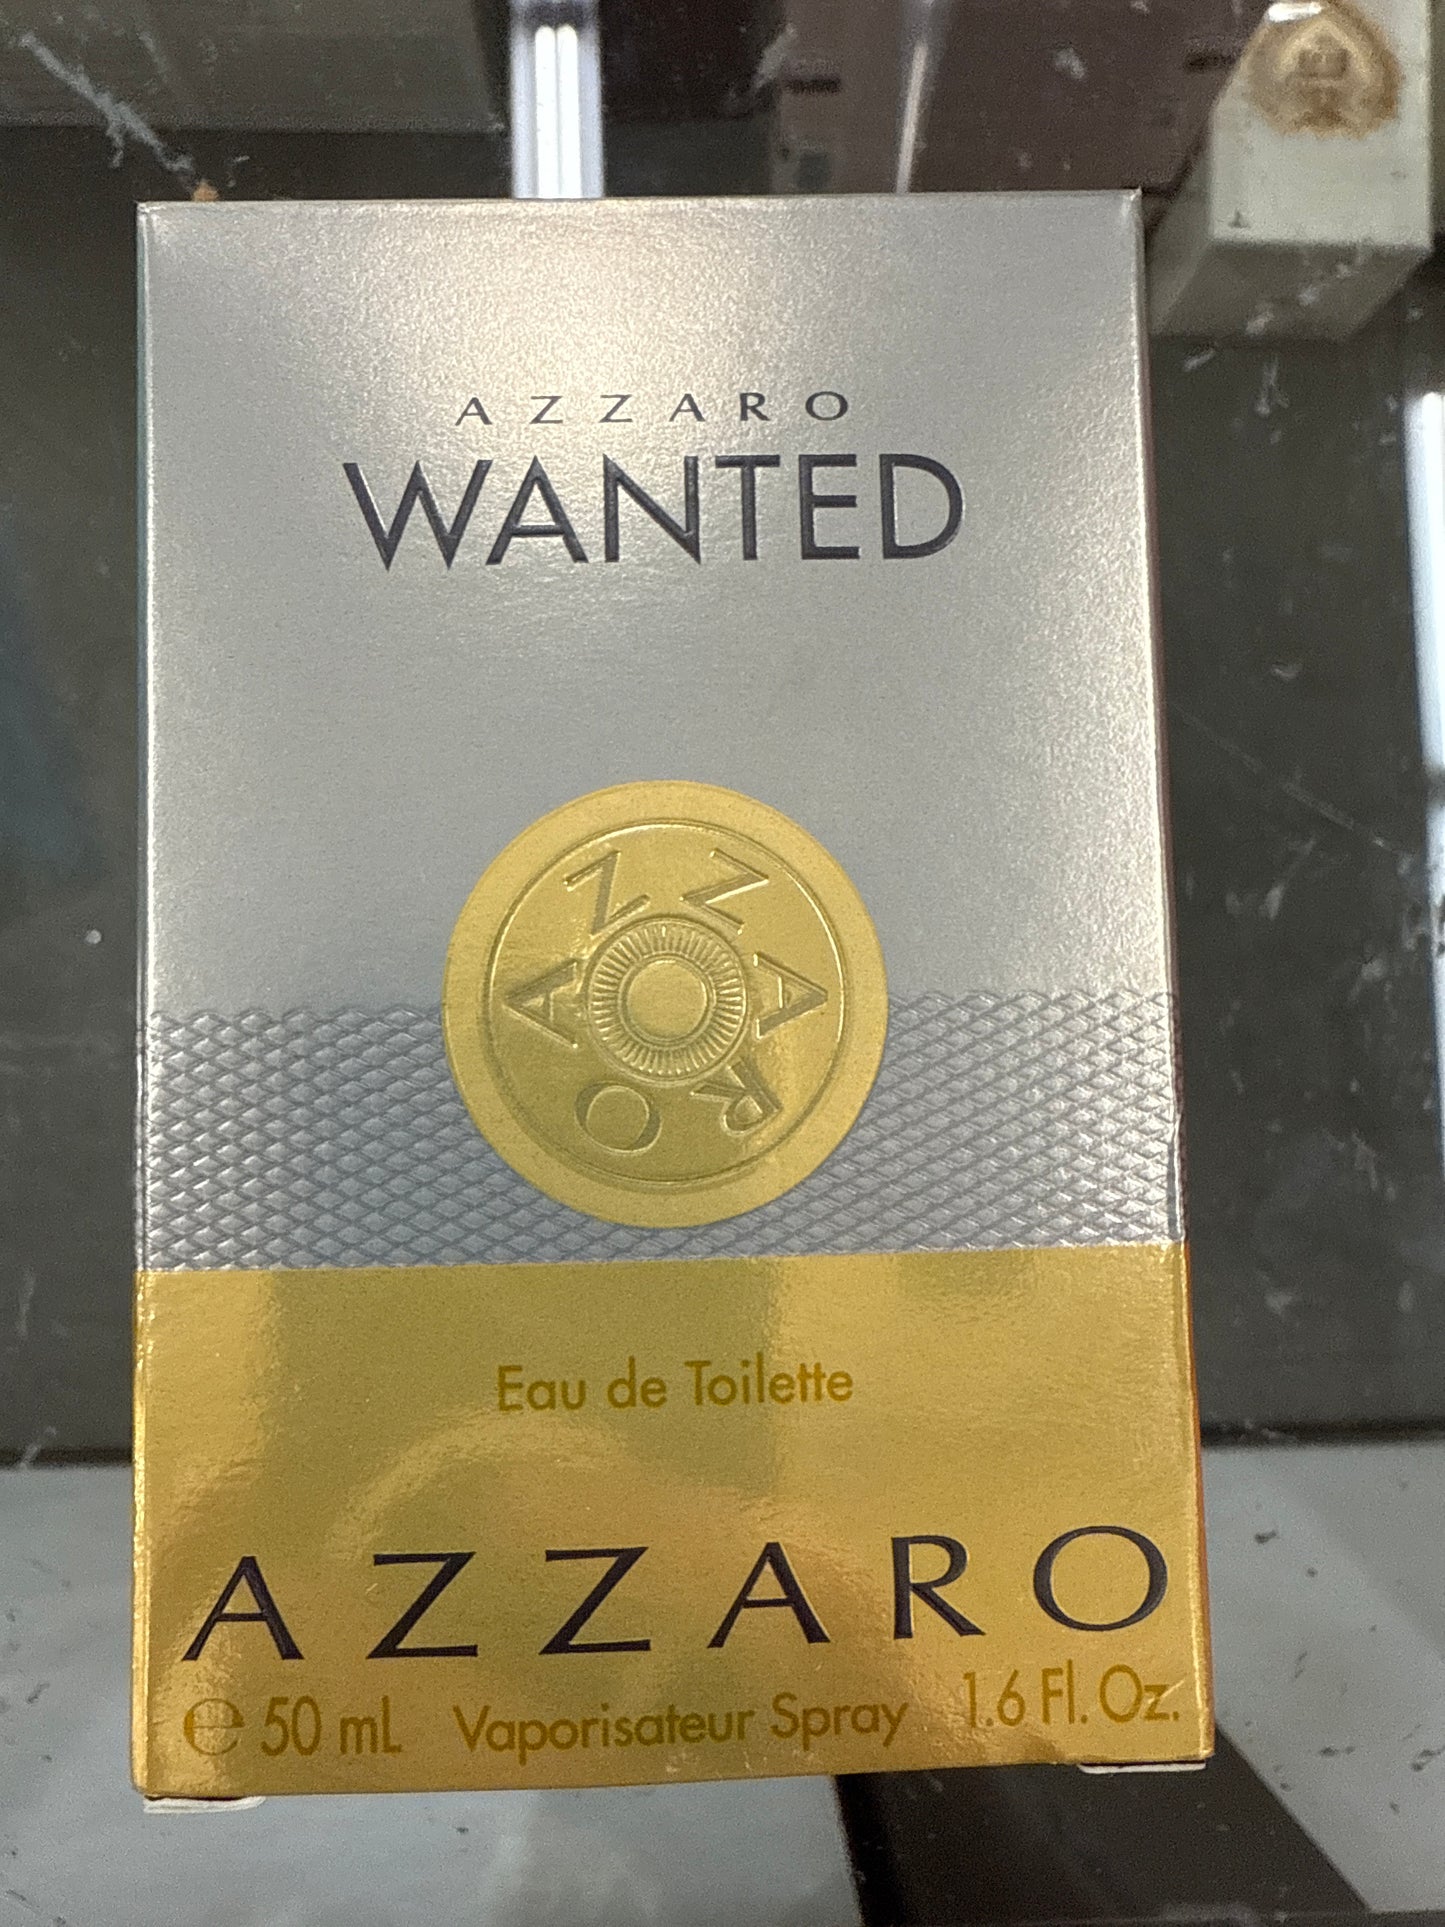 AZZARO
WANTED
AZZARO
Eau de Toilette
AZZARO
℮ 50 mL Vaporisateur Spray 1.6 Fl. Oz.